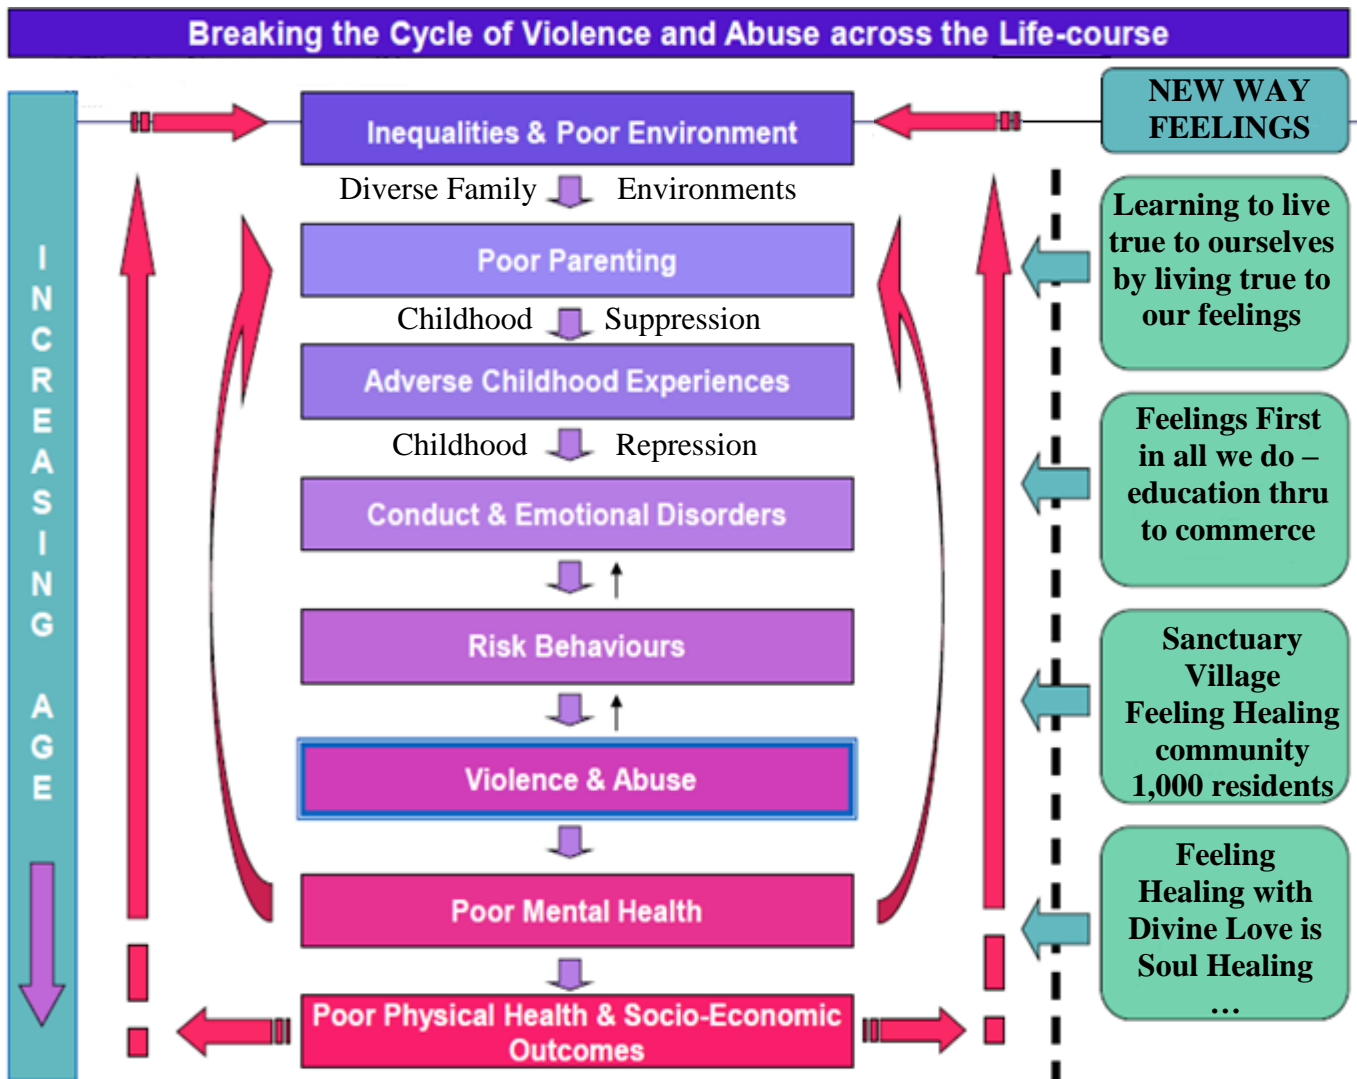 Breaking the Cycle of Violence and Abuse across the Life-course
INCREASING AGE
Inequalities & Poor Environment
Diverse Family Environments
Poor Parenting
Childhood Suppression
Adverse Childhood Experiences
Childhood Repression
Conduct & Emotional Disorders
Risk Behaviours
Violence & Abuse
Poor Mental Health
Poor Physical Health & Socio-Economic
Outcomes
NEW WAY
FEELINGS
Learning to live
true to ourselves
by living true to
our feelings
Feelings First
in all we do –
education thru
to commerce
Sanctuary
Village
Feeling Healing
community
1,000 residents
Feeling
Healing with
Divine Love is
Soul Healing
…